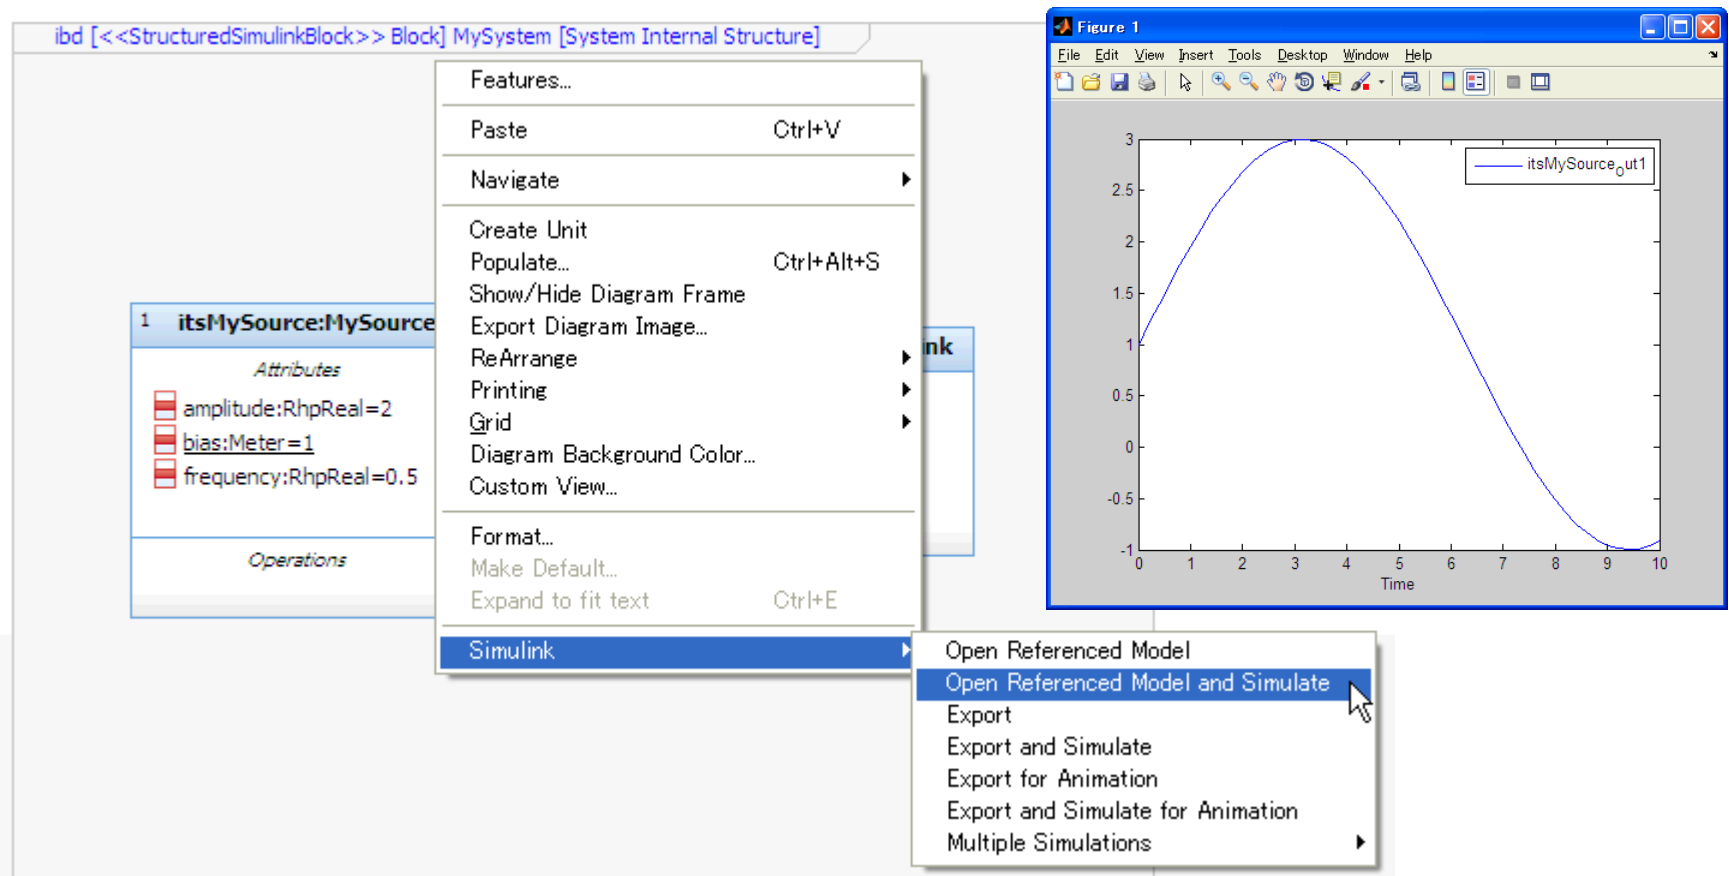 ibd [<<StructuredSimulinkBlock>> Block] MySystem [System Internal Structure]
1 itsMySource:MySource
Attributes
amplitude:RhpReal=2
bias:Meter=1
frequency:RhpReal=0.5
Operations
ink
Features...
Paste Ctrl+V
Navigate
Create Unit
Populate... Ctrl+Alt+S
Show/Hide Diagram Frame
Export Diagram Image...
ReArrange
Printing
Grid
Diagram Background Color...
Custom View...
Format...
Make Default...
Expand to fit text Ctrl+E
Simulink
Open Referenced Model
Open Referenced Model and Simulate
Export
Export and Simulate
Export for Animation
Export and Simulate for Animation
Multiple Simulations
Figure 1
File Edit View Insert Tools Desktop Window Help
itsMySource_out1
3
2.5
2
1.5
1
0.5
0
-0.5
-1
0 1 2 3 4 5 6 7 8 9 10
Time